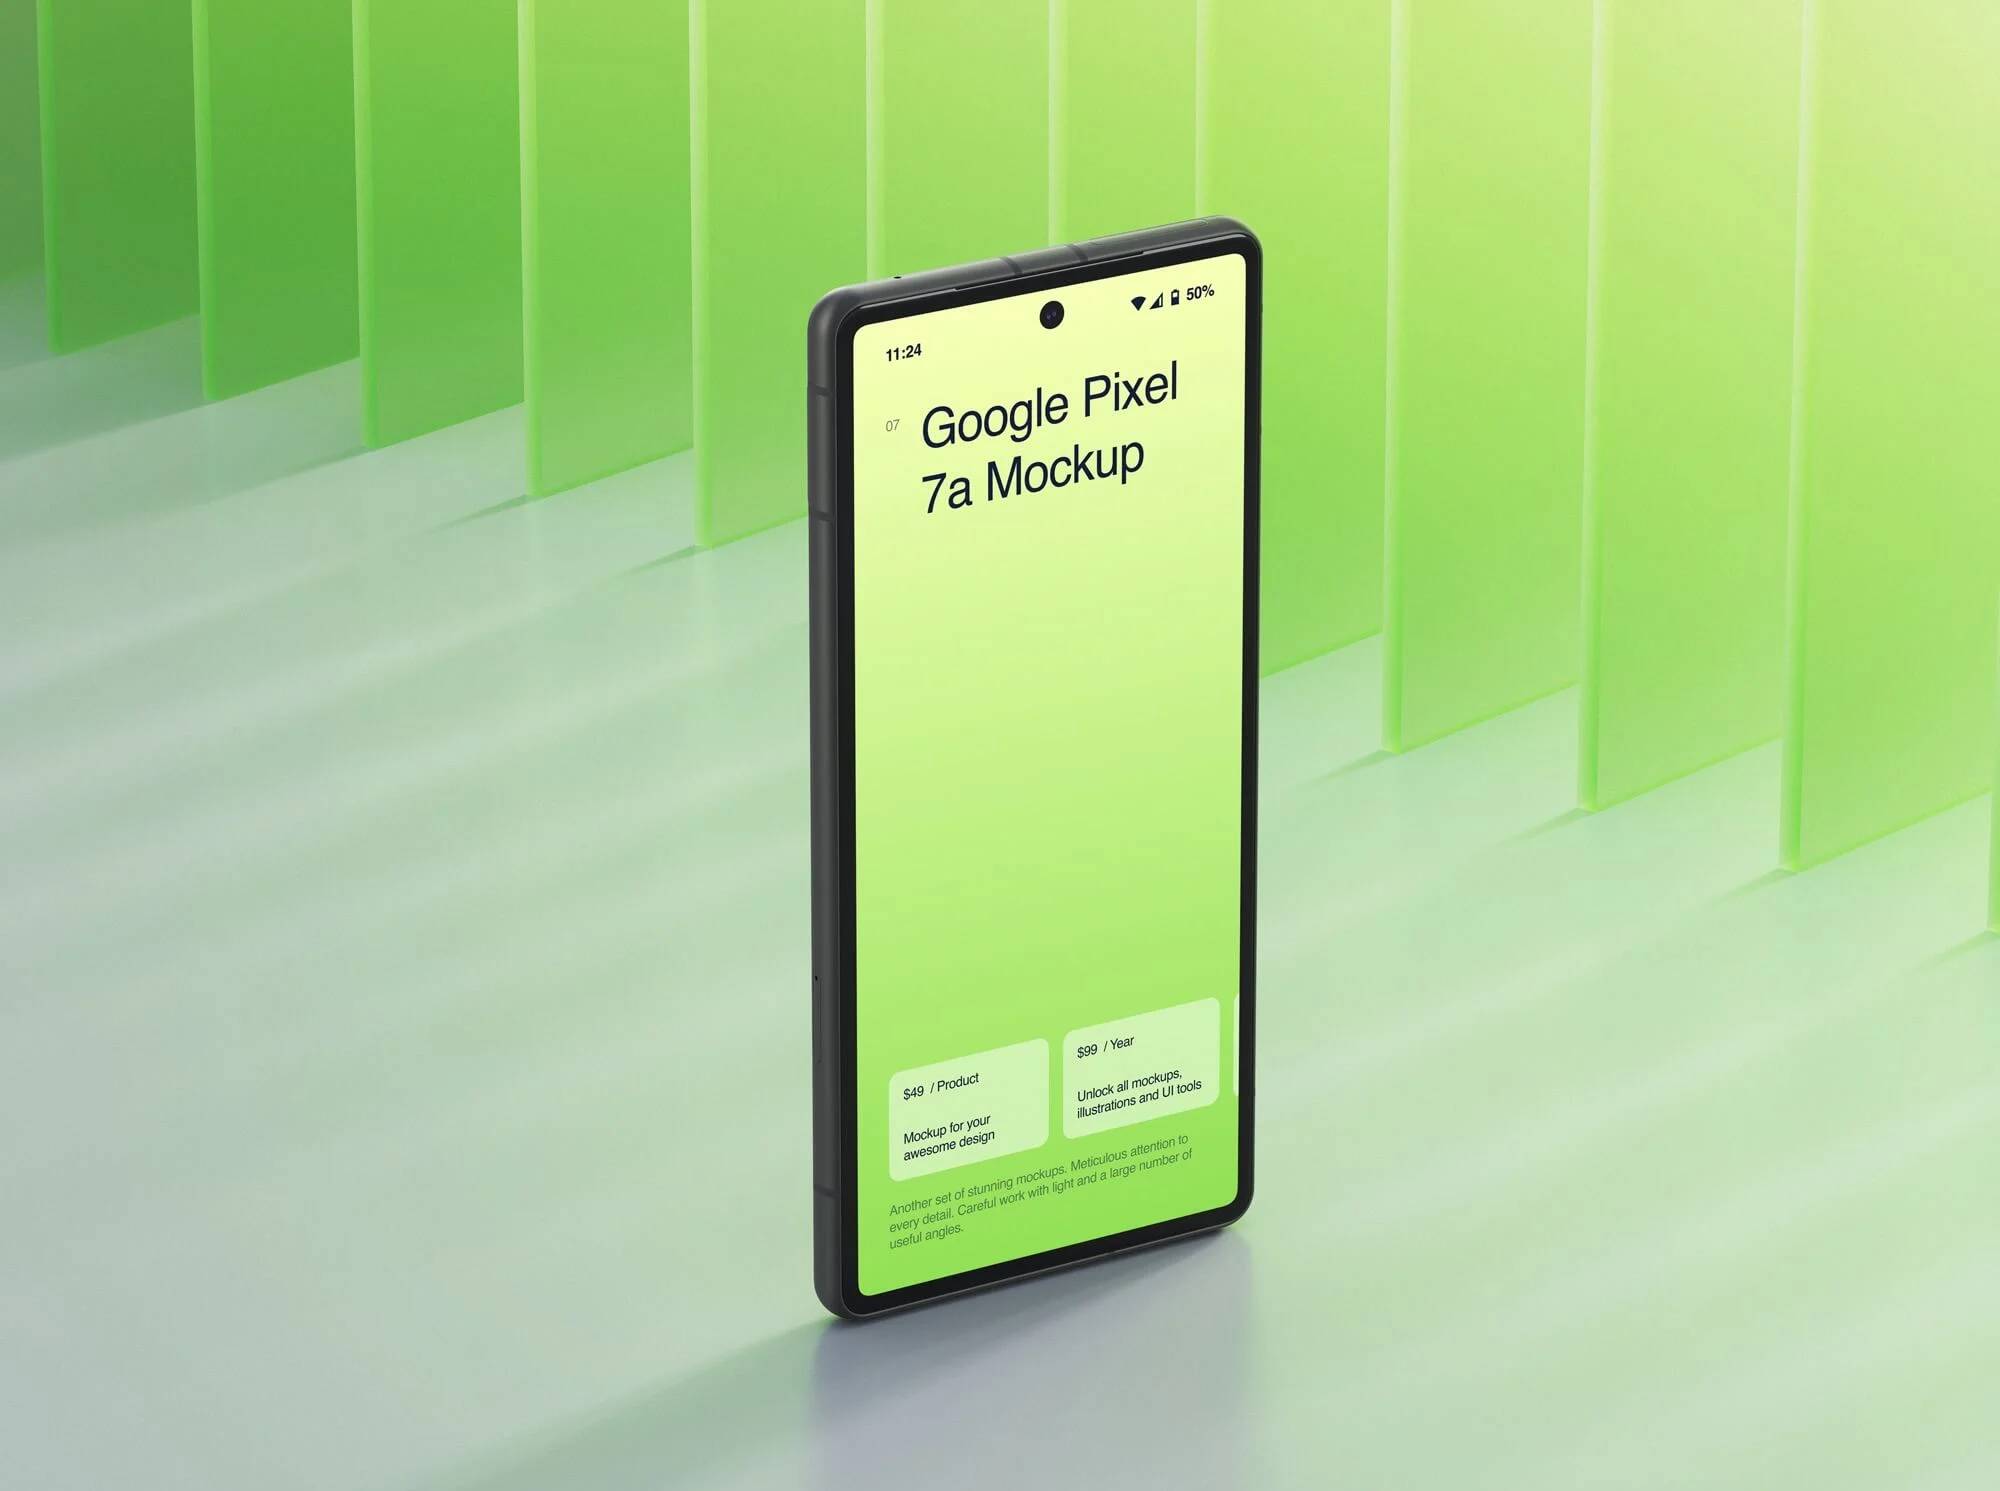 11:24
50%
07
Google Pixel
7a Mockup
$49 / Product
Mockup for your
awesome design
$99 / Year
Unlock all mockups,
illustrations and UI tools
Another set of stunning mockups. Meticulous attention to
every detail. Careful work with light and a large number of
useful angles.